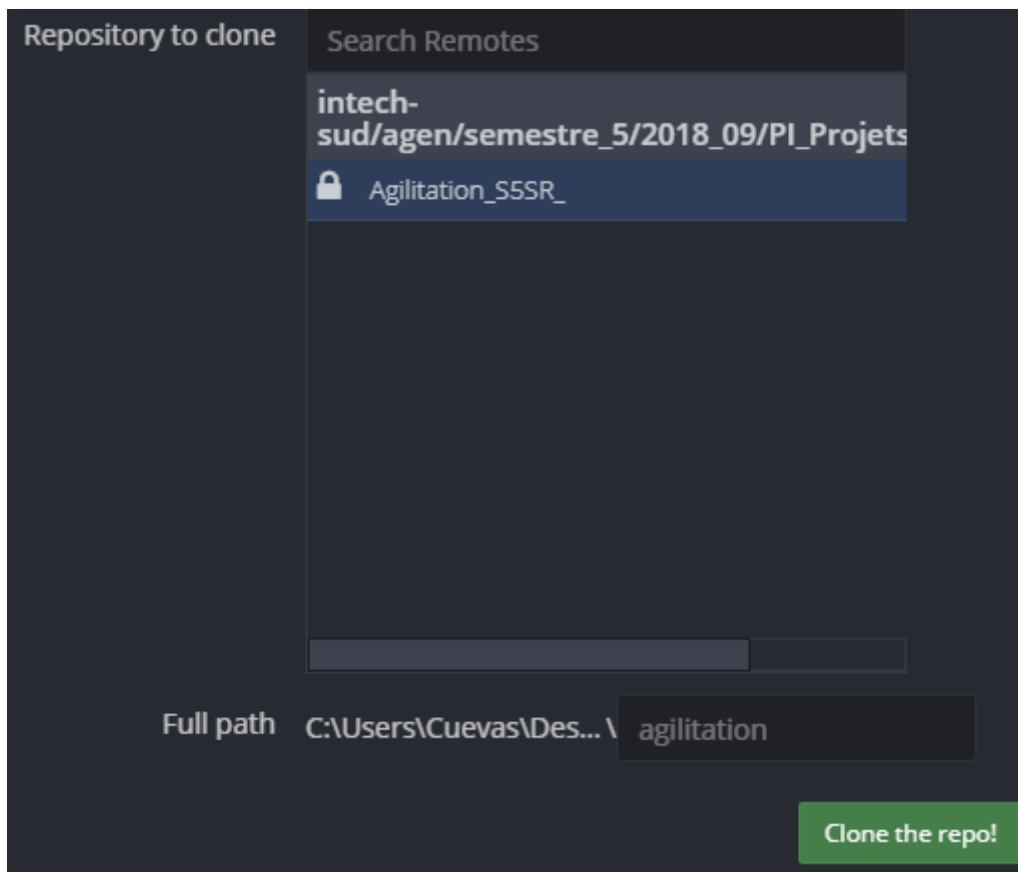 Repository to clone
Search Remotes
intech-
sud/agen/semestre_5/2018_09/PI_Projets
Agilitation_S5SR_
Full path C:\Users\Cuevas\Des... \ agilitation
Clone the repo!